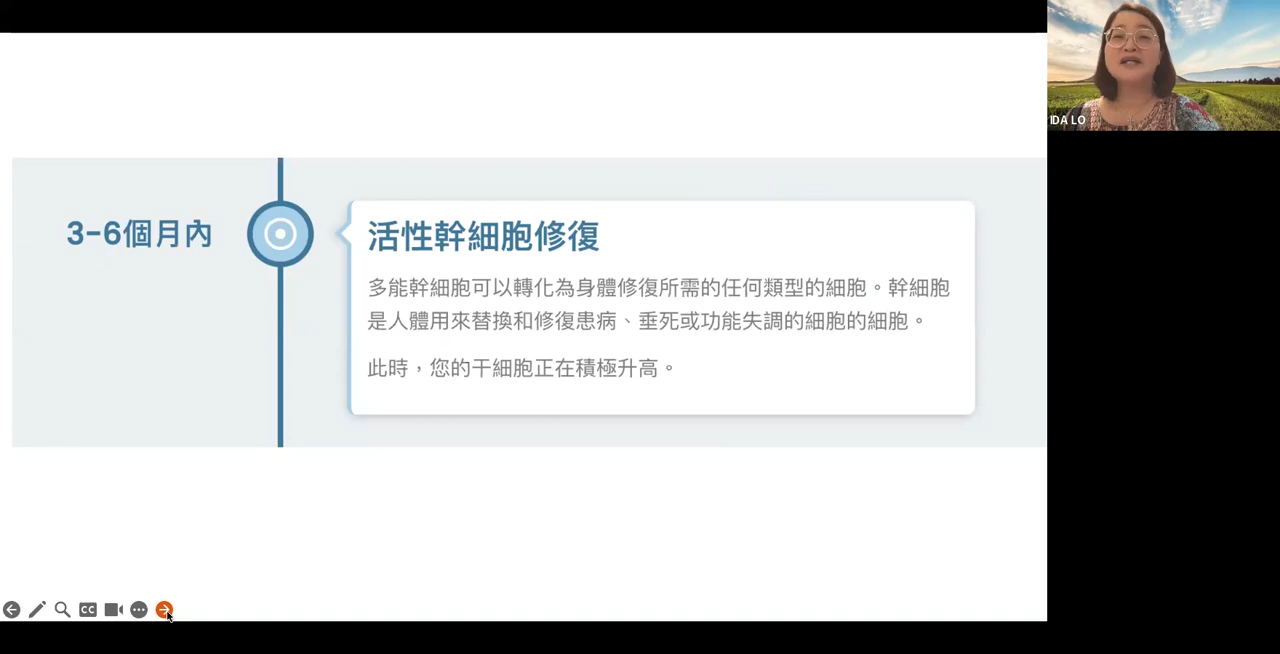 IDA LO
3-6個月內
活性幹細胞修復
多能幹細胞可以轉化為身體修復所需的任何類型的細胞。幹細胞
是人體用來替換和修復患病、垂死或功能失調的細胞的細胞。
此時，您的干細胞正在積極升高。
CC